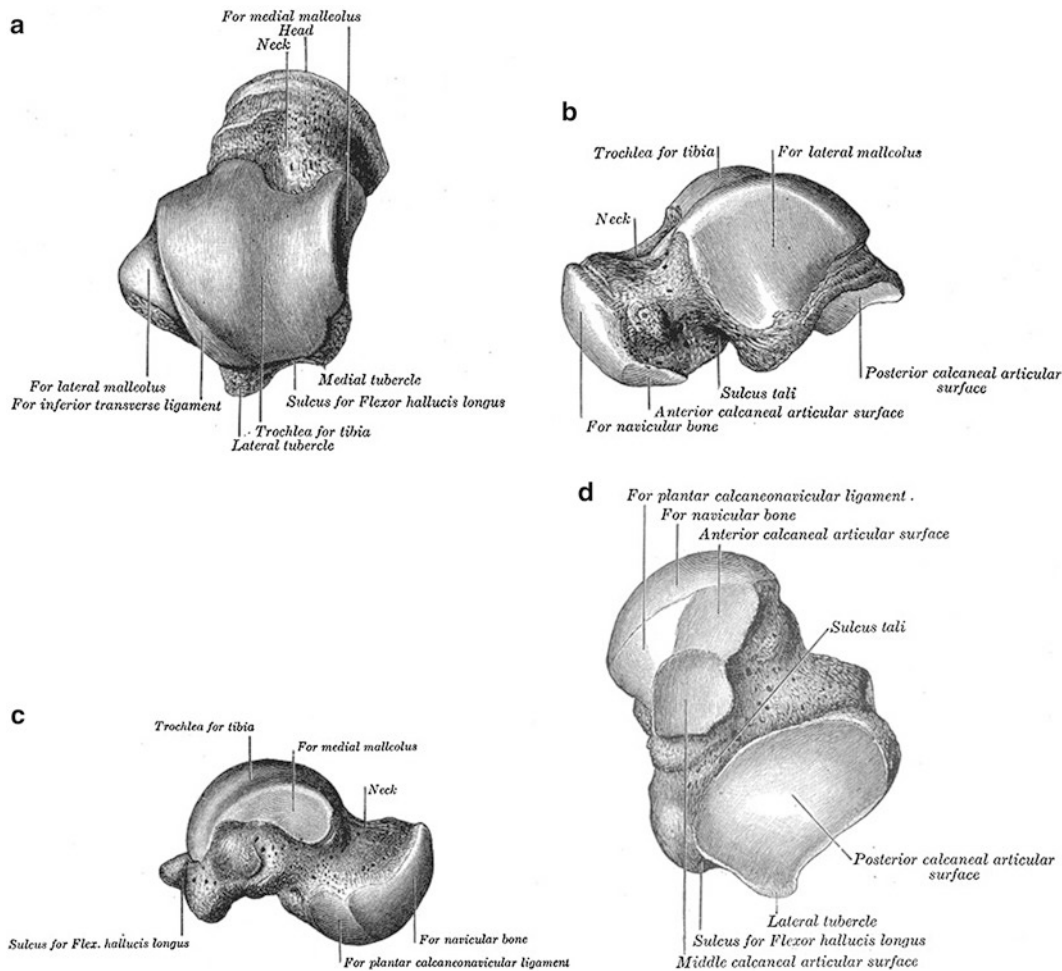 a
For medial malleolus
Head
Neck
For lateral mallcolus
For inferior transverse ligament
Medial tubercle
Sulcus for Flexor hallucis longus
Trochlea for tibia
Lateral tubercle
b
Trochlea for tibia
For lateral mallcolus
Neck
Posterior calcaneal articular
surface
Sulcus tali
Anterior calcaneal articular surface
For navicular bone
c
Trochlea for tibia
For medial mallcolus
Neck
Sulcus for Flex. hallucis longus
For navicular bone
For plantar calcanconavicular ligament
d
For plantar calcaneonavicular ligament .
For navicular bone
Anterior calcaneal articular surface
Sulcus tali
Posterior calcaneal articular
surface
Lateral tubercle
Sulcus for Flexor hallucis longus
Middle calcaneal articular surface